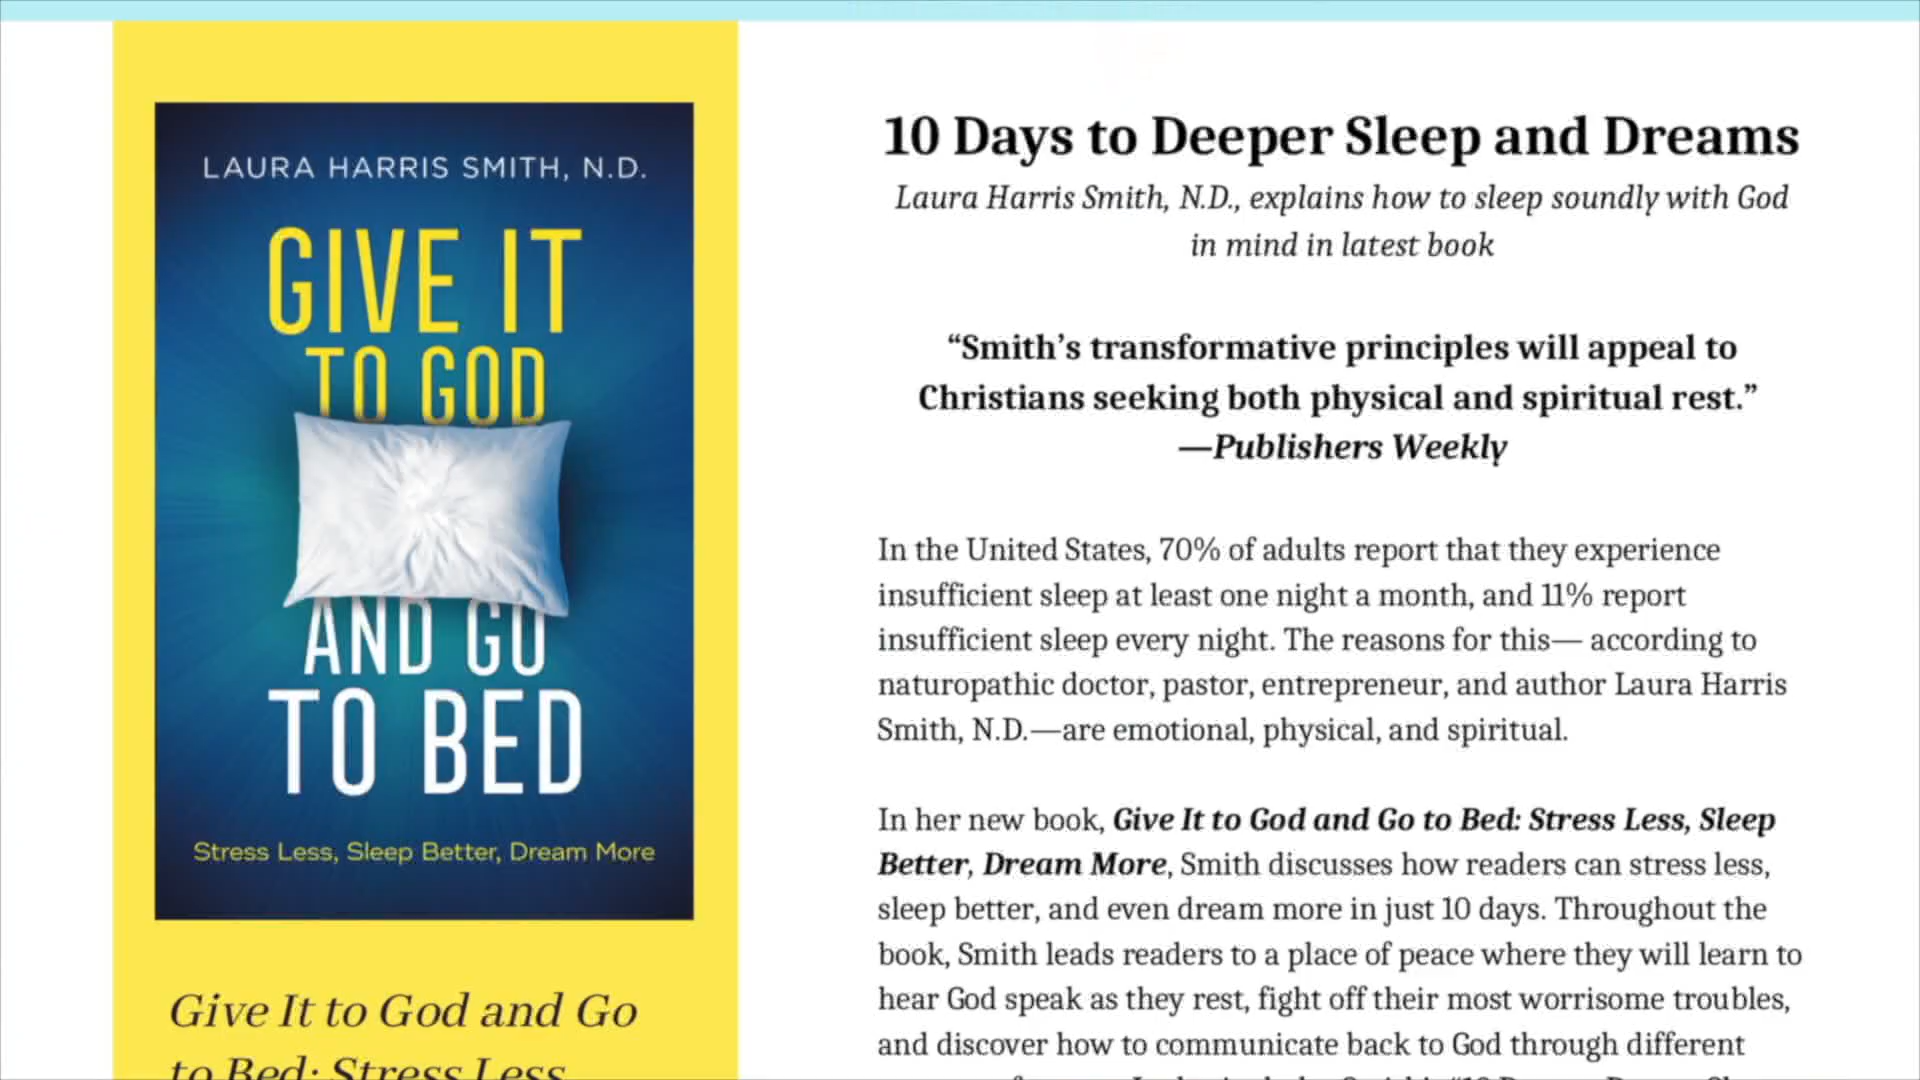 LAURA HARRIS SMITH, N.D.
GIVE IT
TO GOD
AND GO
TO BED
Stress Less, Sleep Better, Dream More
Give It to God and Go
to Bed: Stress Less
10 Days to Deeper Sleep and Dreams
Laura Harris Smith, N.D., explains how to sleep soundly with God
in mind in latest book
“Smith’s transformative principles will appeal to
Christians seeking both physical and spiritual rest.”
—Publishers Weekly
In the United States, 70% of adults report that they experience
insufficient sleep at least one night a month, and 11% report
insufficient sleep every night. The reasons for this— according to
naturopathic doctor, pastor, entrepreneur, and author Laura Harris
Smith, N.D.—are emotional, physical, and spiritual.
In her new book, Give It to God and Go to Bed: Stress Less, Sleep
Better, Dream More, Smith discusses how readers can stress less,
sleep better, and even dream more in just 10 days. Throughout the
book, Smith leads readers to a place of peace where they will learn to
hear God speak as they rest, fight off their most worrisome troubles,
and discover how to communicate back to God through different